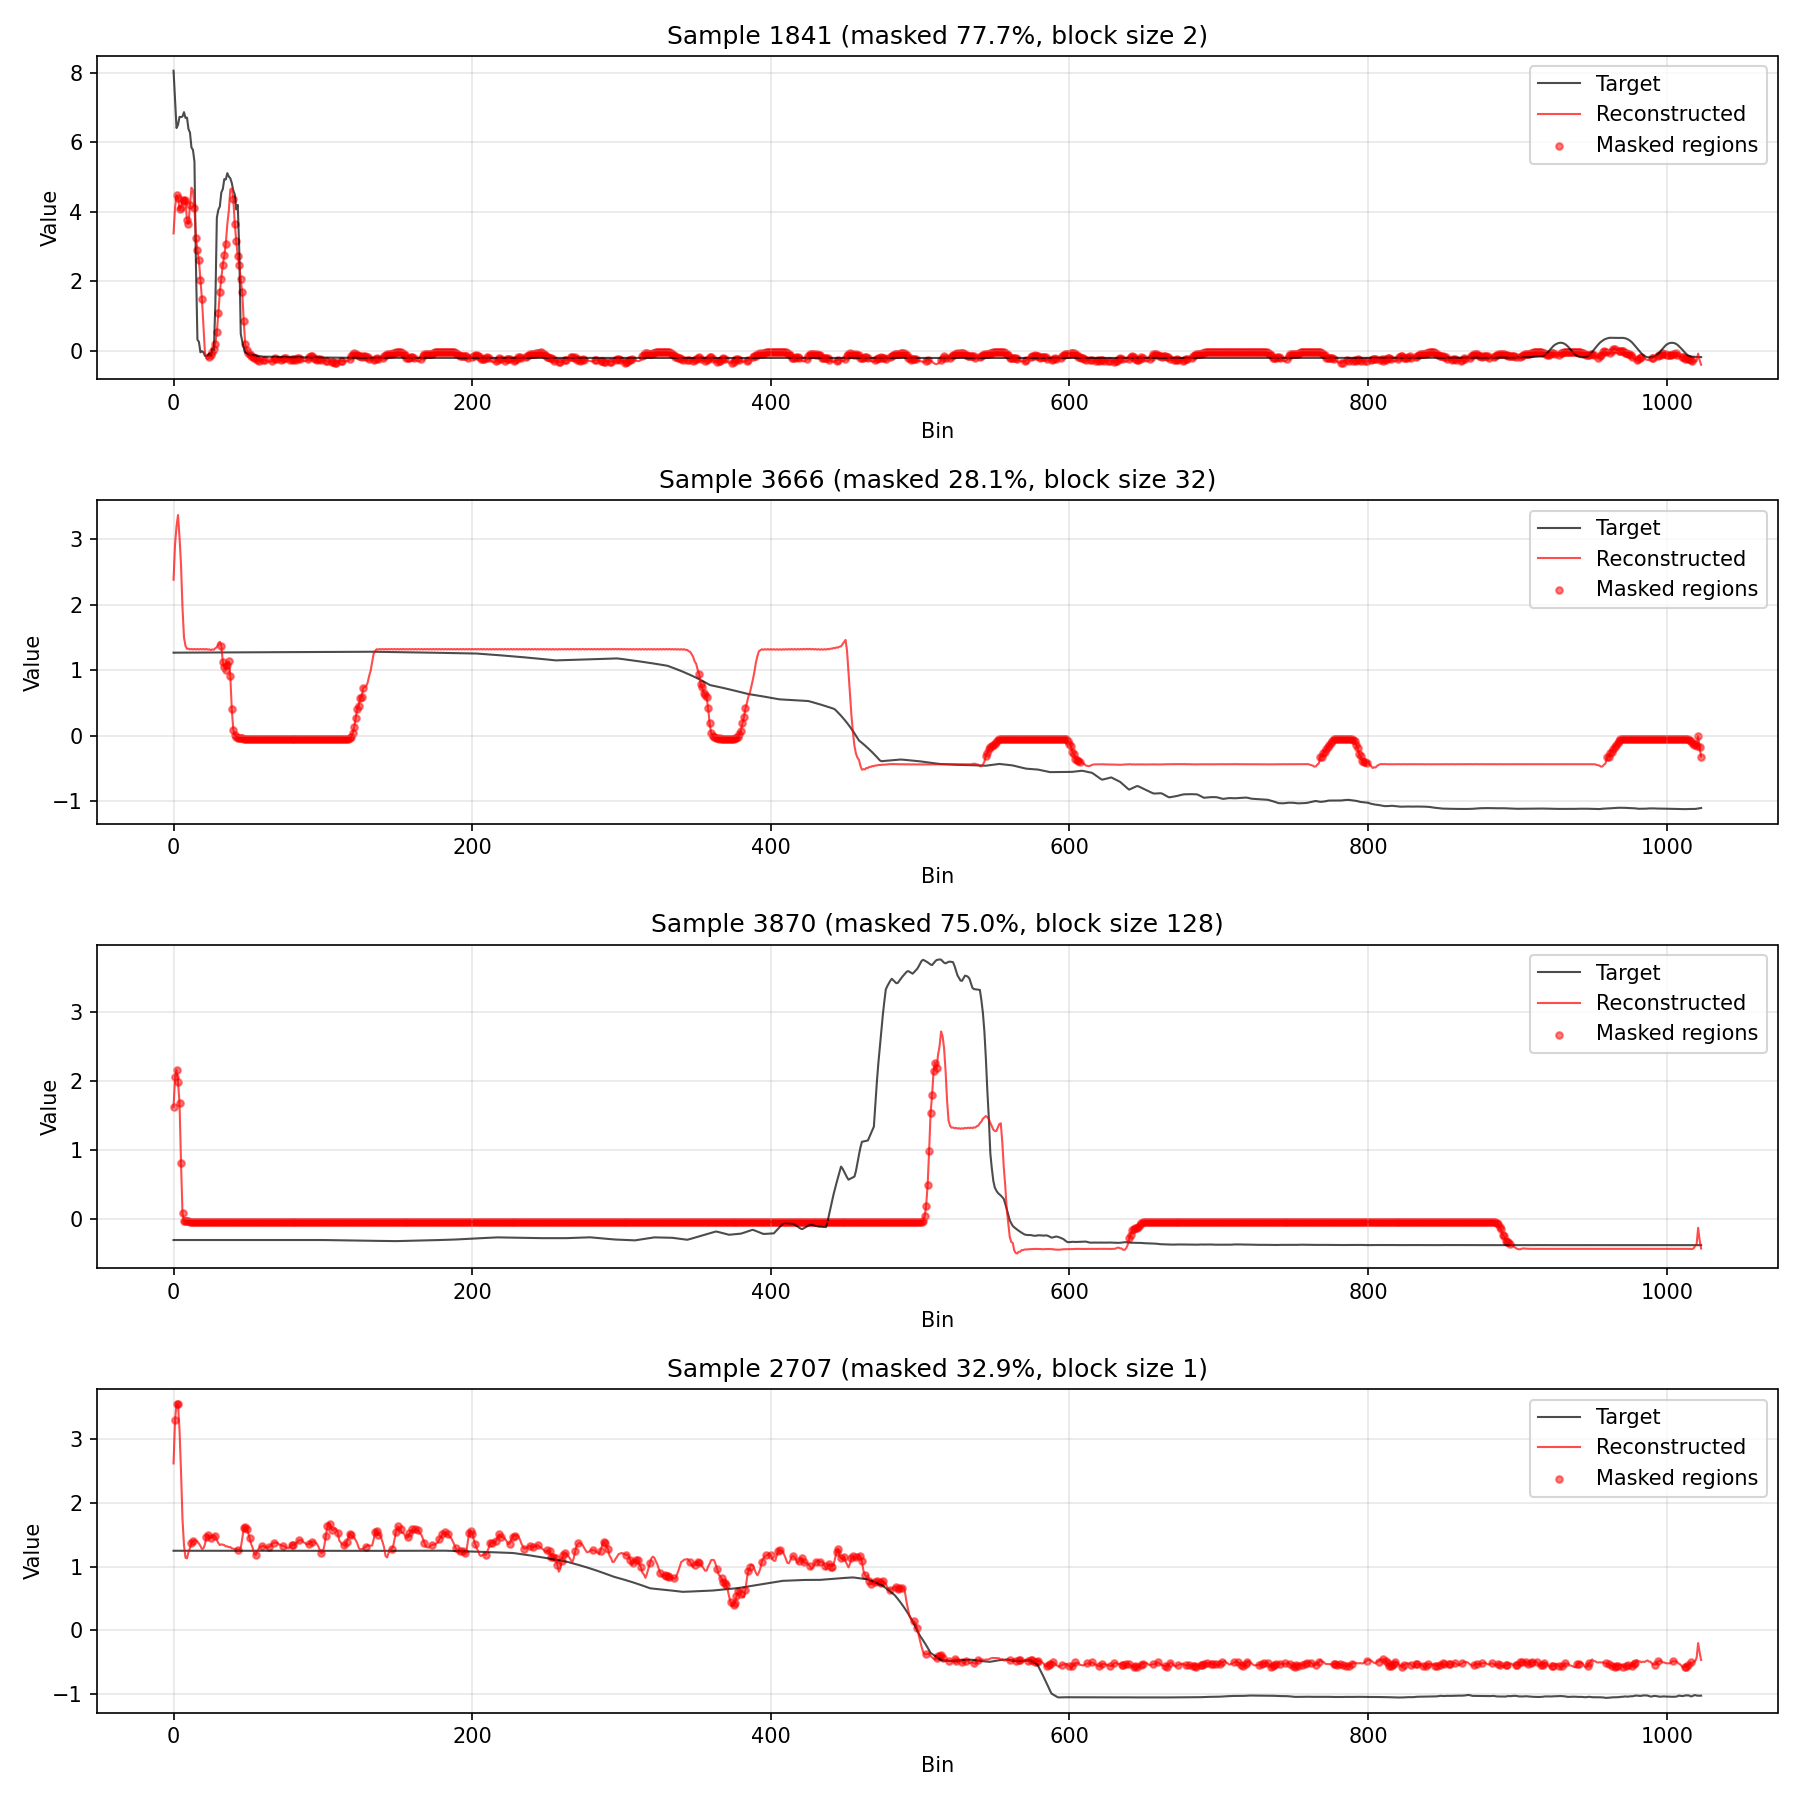 Sample 1841 (masked 77.7%, block size 2)
8
6
4
2
0
Value
Target
Reconstructed
Masked regions
0 200 400 600 800 1000
Bin
Sample 3666 (masked 28.1%, block size 32)
3
2
1
0
−1
Value
Target
Reconstructed
Masked regions
0 200 400 600 800 1000
Bin
Sample 3870 (masked 75.0%, block size 128)
3
2
1
0
Value
Target
Reconstructed
Masked regions
0 200 400 600 800 1000
Bin
Sample 2707 (masked 32.9%, block size 1)
3
2
1
0
−1
Value
Target
Reconstructed
Masked regions
0 200 400 600 800 1000
Bin